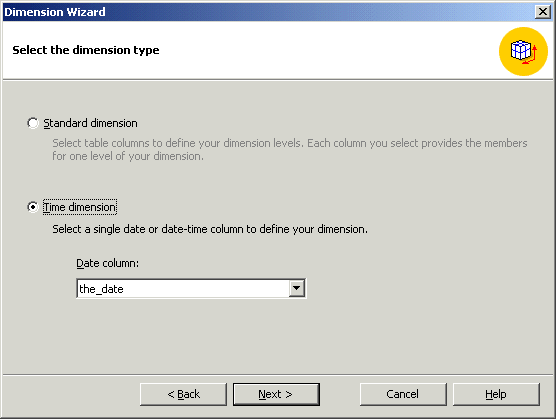 Dimension Wizard
Select the dimension type
Standard dimension
Select table columns to define your dimension levels. Each column you select provides the members
for one level of your dimension.
Time dimension
Select a single date or date-time column to define your dimension.
Date column:
the_date
< Back
Next >
Cancel
Help